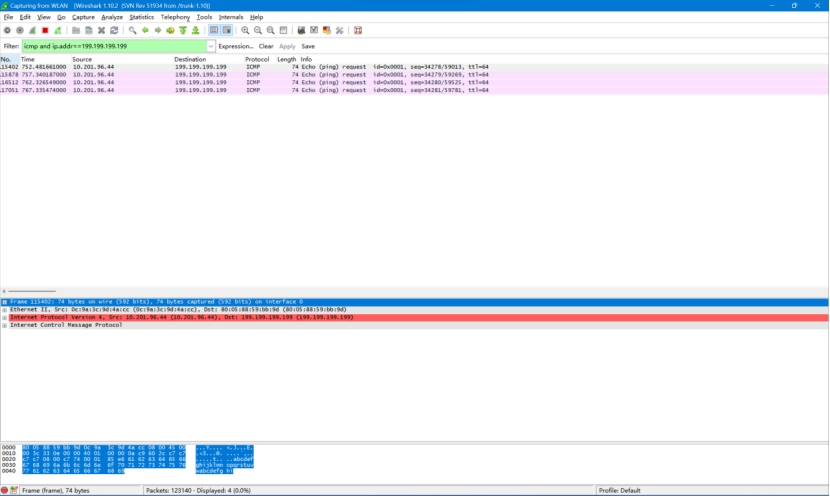 Capturing from WLAN [Wireshark 1.10.2 (SVN Rev 51934 from /trunk-1.10)]
File Edit View Go Capture Analyze Statistics Telephony Tools Internals Help
Filter: icmp and ip.addr==199.199.199.199 Expression... Clear Apply Save
No. Time Source Destination Protocol Length Info
115402 752.481661000 10.201.96.44 199.199.199.199 ICMP 74 Echo (ping) request id=0x0001, seq=34278/59013, ttl=64
115878 757.340187000 10.201.96.44 199.199.199.199 ICMP 74 Echo (ping) request id=0x0001, seq=34279/59269, ttl=64
116512 762.326549000 10.201.96.44 199.199.199.199 ICMP 74 Echo (ping) request id=0x0001, seq=34280/59525, ttl=64
117051 767.335474000 10.201.96.44 199.199.199.199 ICMP 74 Echo (ping) request id=0x0001, seq=34281/59781, ttl=64
Frame 115402: 74 bytes on wire (592 bits), 74 bytes captured (592 bits) on interface 0
Ethernet II, Src: 0c:9a:3c:9d:4a:cc (0c:9a:3c:9d:4a:cc), Dst: 80:05:88:59:bb:9d (80:05:88:59:bb:9d)
Internet Protocol Version 4, Src: 10.201.96.44 (10.201.96.44), Dst: 199.199.199.199 (199.199.199.199)
Internet Control Message Protocol
0000 80 05 88 59 bb 9d 0c 9a 3c 9d 4a cc 08 00 45 00 ...Y.... <.J...E.
0010 00 3c 33 0e 00 00 40 01 00 00 0a c9 60 2c c7 c7
0020 c7 c7 08 00 c7 74 00 01 85 e6 61 62 63 64 65 66 .....t.. ..abcdef
0030 67 68 69 6a 6b 6c 6d 6e 6f 70 71 72 73 74 75 76 ghijklmn opqrstuv
0040 77 61 62 63 64 65 66 67 68 69 wabcdefg hi
Frame (frame), 74 bytes Packets: 123140 · Displayed: 4 (0.0%) Profile: Default